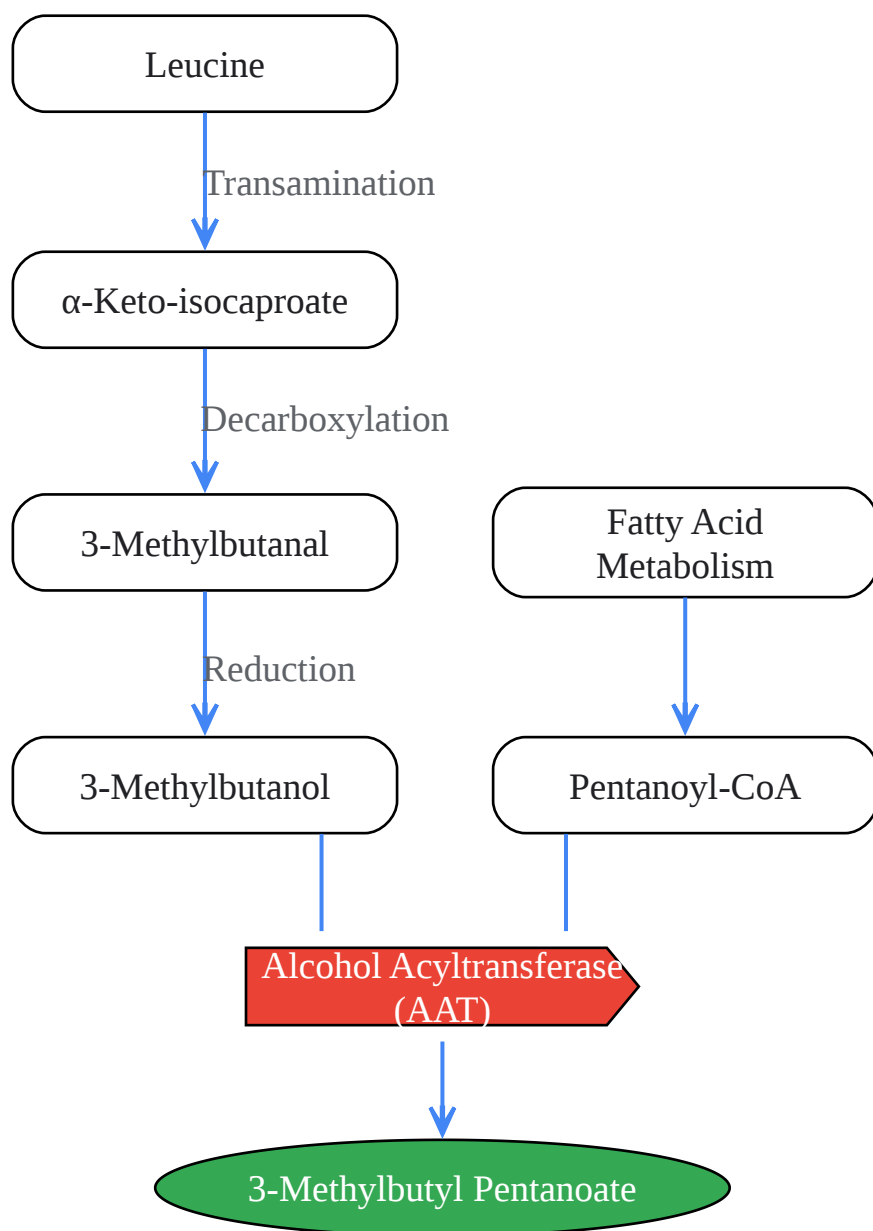 Leucine
Transamination
α-Keto-isocaproate
Decarboxylation
3-Methylbutanal
Fatty Acid
Metabolism
Reduction
3-Methylbutanol
Pentanoyl-CoA
Alcohol Acyltransferase
(AAT)
3-Methylbutyl Pentanoate